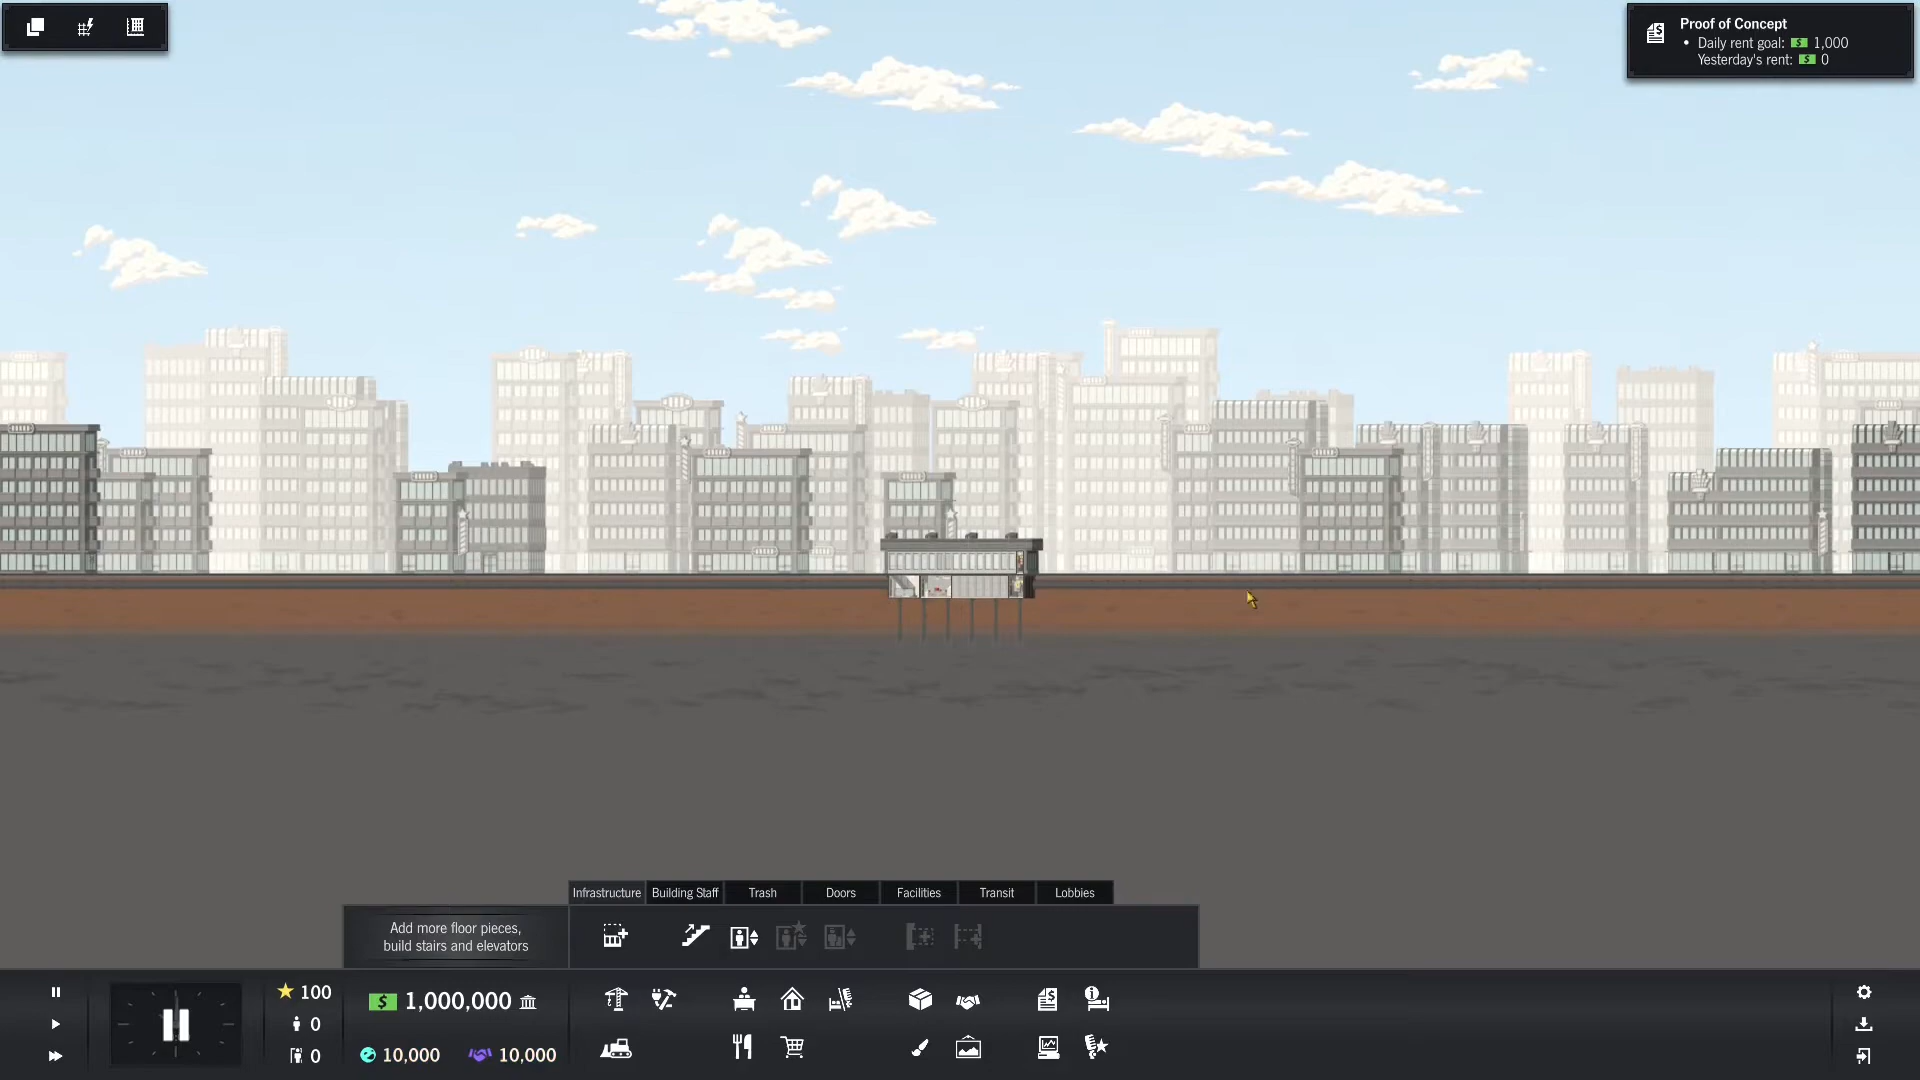 Proof of Concept
• Daily rent goal: $ 1,000
Yesterday's rent: $ 0
Infrastructure
Building Staff
Trash
Doors
Facilities
Transit
Lobbies
Add more floor pieces,
build stairs and elevators
100
0
0
$ 1,000,000
10,000
10,000